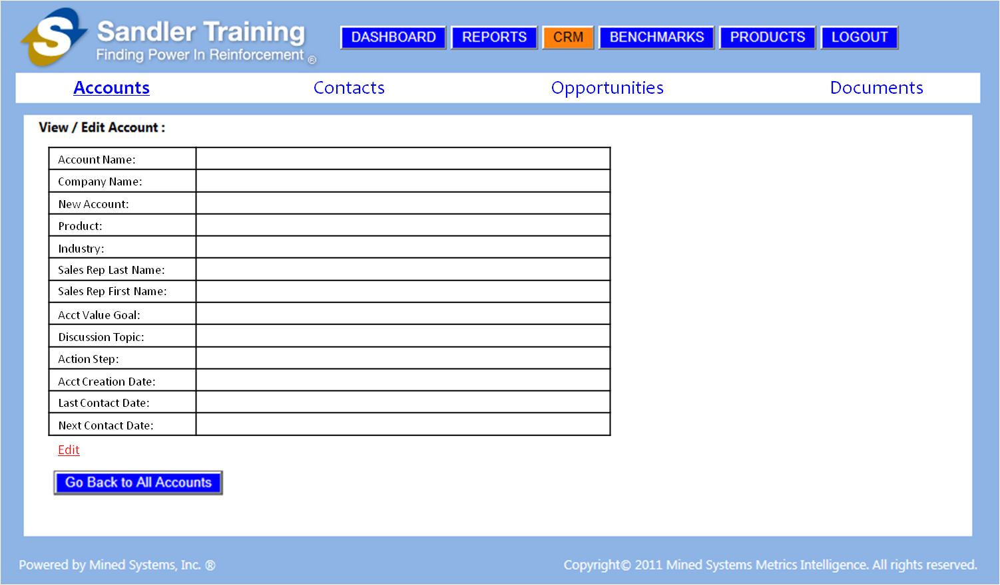 S
Sandler Training
Finding Power In Reinforcement ®
DASHBOARD REPORTS CRM BENCHMARKS PRODUCTS LOGOUT
Accounts Contacts Opportunities Documents
View / Edit Account :
Account Name:
Company Name:
New Account:
Product:
Industry:
Sales Rep Last Name:
Sales Rep First Name:
Acct Value Goal:
Discussion Topic:
Action Step:
Acct Creation Date:
Last Contact Date:
Next Contact Date:
Edit
Go Back to All Accounts
Powered by Mined Systems, Inc. ® Copyright© 2011 Mined Systems Metrics Intelligence. All rights reserved.